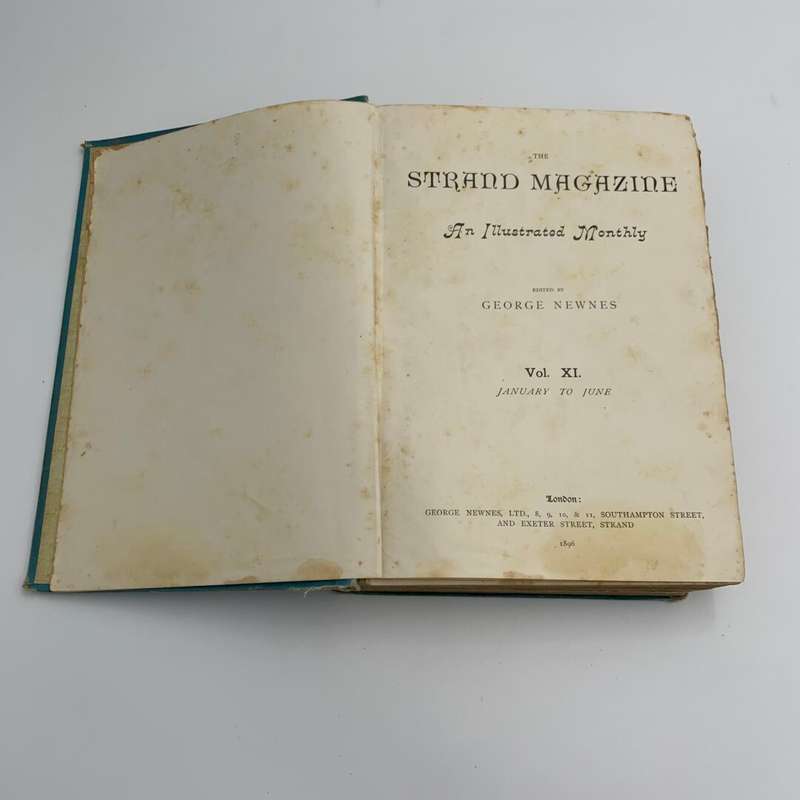 THE
STRAND MAGAZINE
An Illustrated Monthly
EDITED BY
GEORGE NEWNES
Vol. XI.
JANUARY TO JUNE
London:
GEORGE NEWNES, LTD., 8, 9, 10, & 11, SOUTHAMPTON STREET,
AND EXETER STREET, STRAND
1896